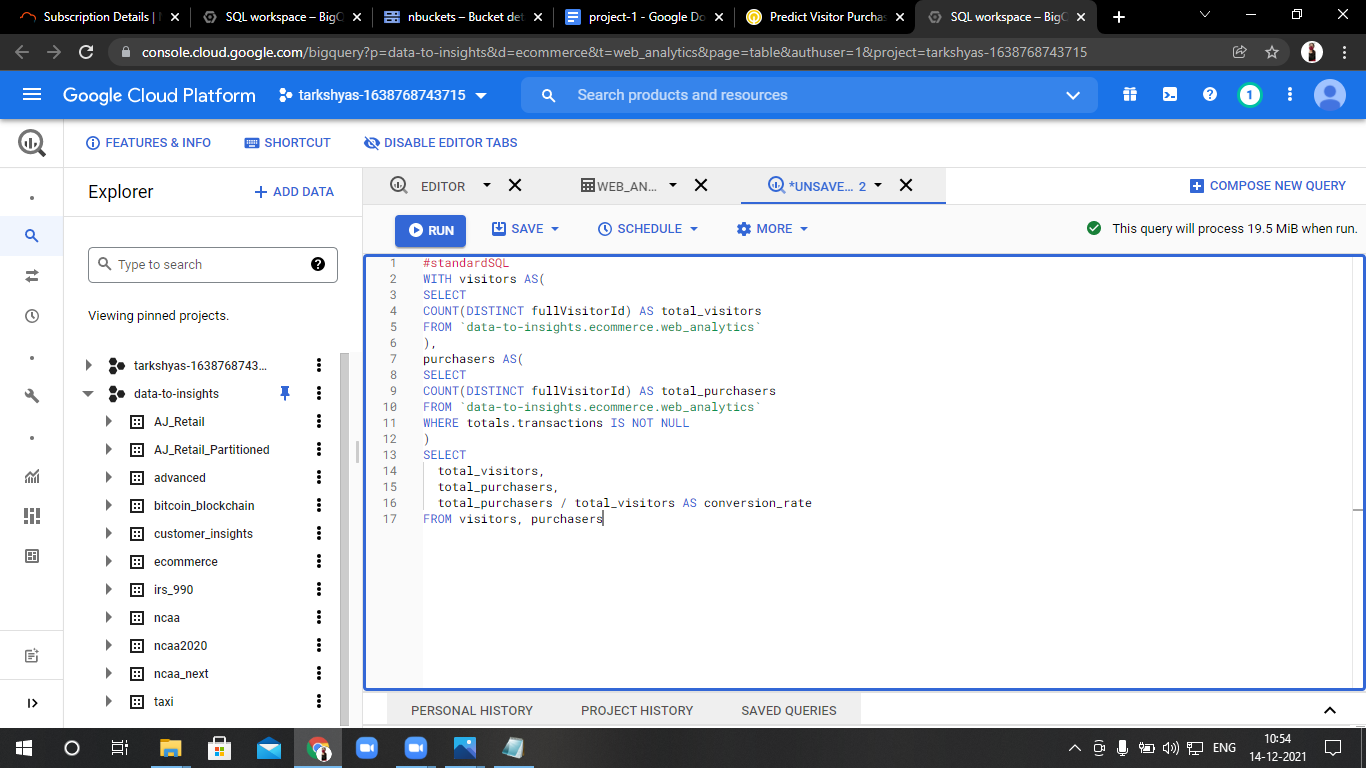 Subscription Details |
SQL workspace – BigQ
nbuckets – Bucket det
project-1 - Google Do
Predict Visitor Purchas
SQL workspace – BigQ
console.cloud.google.com/bigquery?p=data-to-insights&d=ecommerce&t=web_analytics&page=table&authuser=1&project=tarkshyas-1638768743715
Google Cloud Platform
tarkshyas-1638768743715
Search products and resources
1
FEATURES & INFO
SHORTCUT
DISABLE EDITOR TABS
Explorer
+ ADD DATA
EDITOR
WEB_AN...
*UNSAVE... 2
COMPOSE NEW QUERY
RUN
SAVE
SCHEDULE
MORE
This query will process 19.5 MiB when run.
Type to search
Viewing pinned projects.
tarkshyas-1638768743...
data-to-insights
AJ_Retail
AJ_Retail_Partitioned
advanced
bitcoin_blockchain
customer_insights
ecommerce
irs_990
ncaa
ncaa2020
ncaa_next
taxi
1 #standardSQL
2 WITH visitors AS(
3 SELECT
4 COUNT(DISTINCT fullVisitorId) AS total_visitors
5 FROM `data-to-insights.ecommerce.web_analytics`
6 ),
7 purchasers AS(
8 SELECT
9 COUNT(DISTINCT fullVisitorId) AS total_purchasers
10 FROM `data-to-insights.ecommerce.web_analytics`
11 WHERE totals.transactions IS NOT NULL
12 )
13 SELECT
14 total_visitors,
15 total_purchasers,
16 total_purchasers / total_visitors AS conversion_rate
17 FROM visitors, purchasers
PERSONAL HISTORY
PROJECT HISTORY
SAVED QUERIES
ENG
10:54
14-12-2021